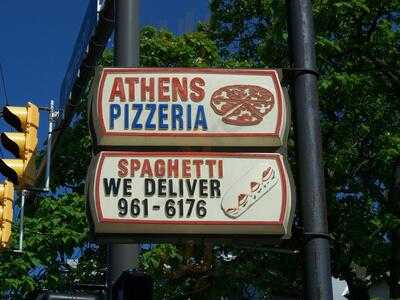 ATHENS
PIZZERIA
SPAGHETTI
WE DELIVER
961-6176